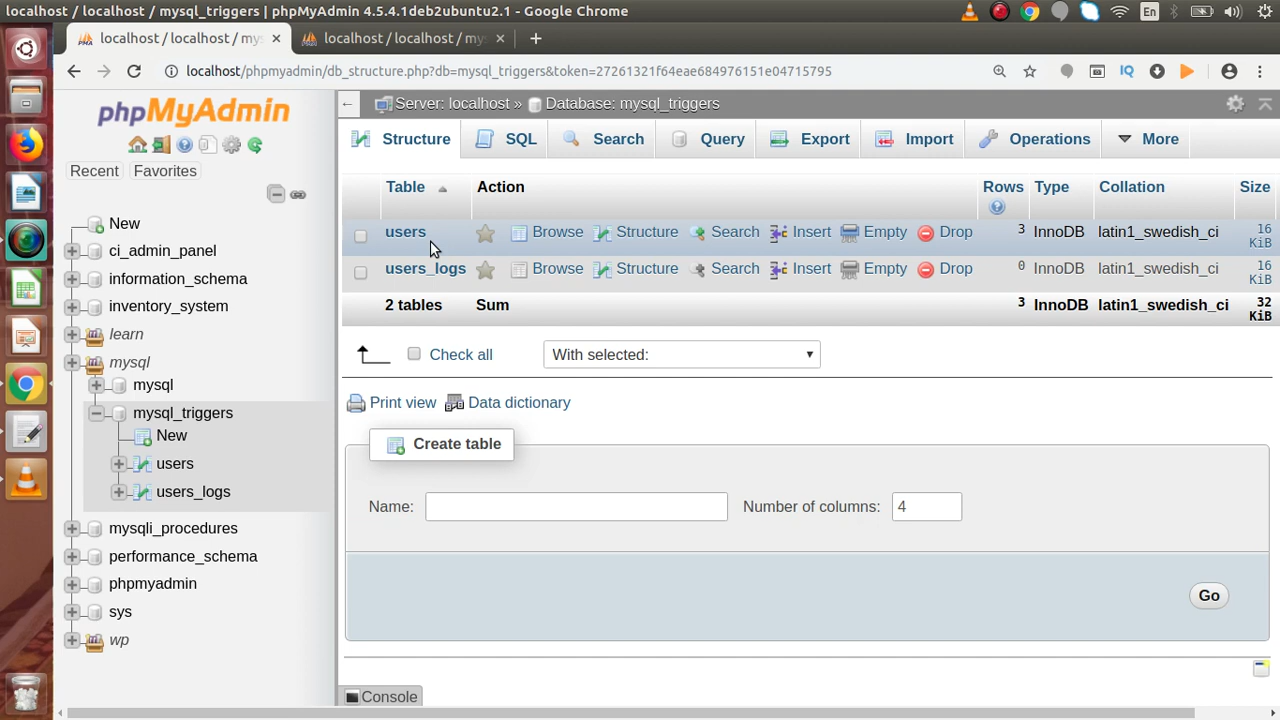 localhost / localhost / mysql_triggers | phpMyAdmin 4.5.4.1deb2ubuntu2.1 - Google Chrome
En
localhost / localhost / mys
localhost / localhost / my
localhost/phpmyadmin/db_structure.php?db=mysql_triggers&token=27261321f64eae684976151e04715795
IQ
phpMyAdmin
Recent Favorites
New
ci_admin_panel
information_schema
inventory_system
learn
mysql
mysql
mysql_triggers
New
users
users_logs
mysqli_procedures
performance_schema
phpmyadmin
sys
wp
Server: localhost » Database: mysql_triggers
Structure SQL Search Query Export Import Operations More
Table Action Rows Type Collation Size
users Browse Structure Search Insert Empty Drop 3 InnoDB latin1_swedish_ci 16 KiB
users_logs Browse Structure Search Insert Empty Drop 0 InnoDB latin1_swedish_ci 16 KiB
2 tables Sum 3 InnoDB latin1_swedish_ci 32 KiB
Check all With selected:
Print view Data dictionary
Create table
Name: Number of columns: 4
Go
Console